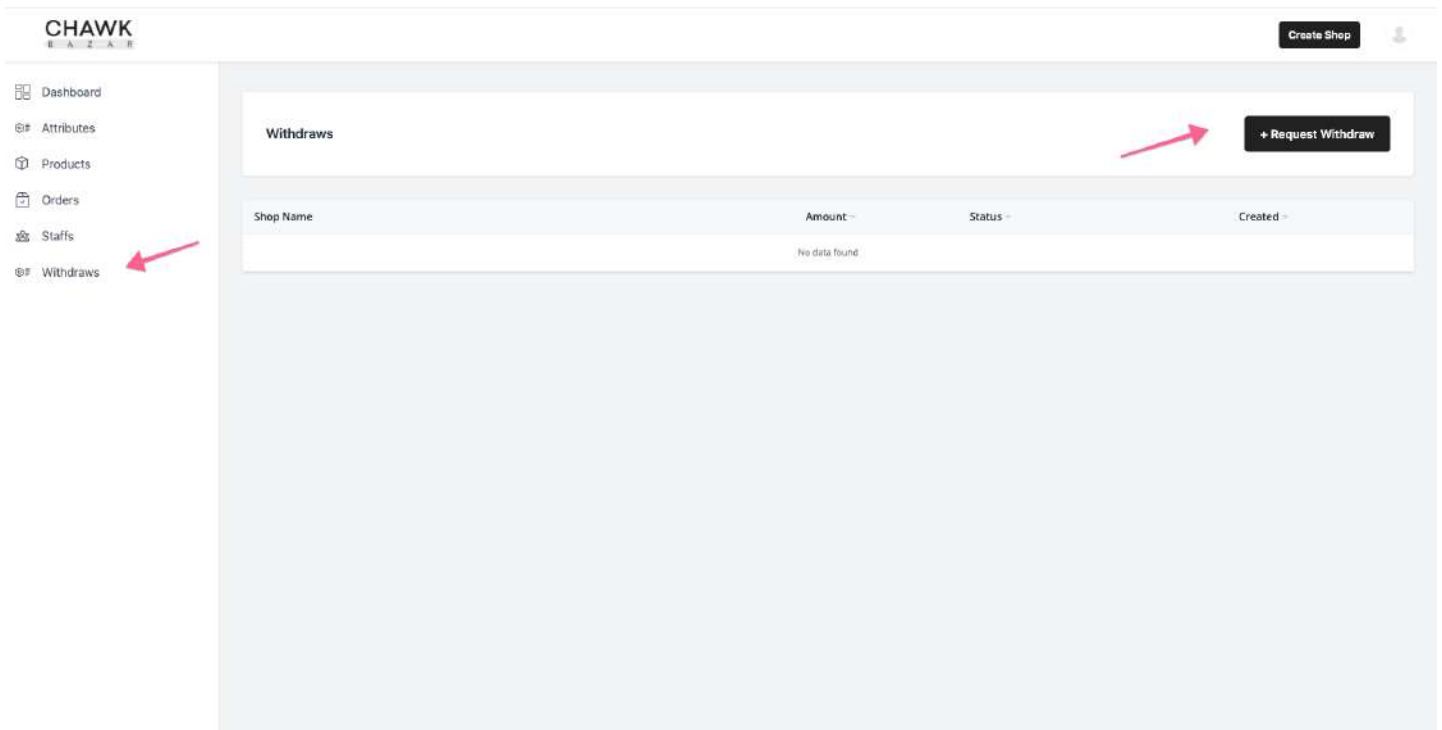 CHAWK
BAZAR
Create Shop
Dashboard
Attributes
Products
Orders
Staffs
Withdraws
Withdraws
+ Request Withdraw
Shop Name Amount Status Created
No data found